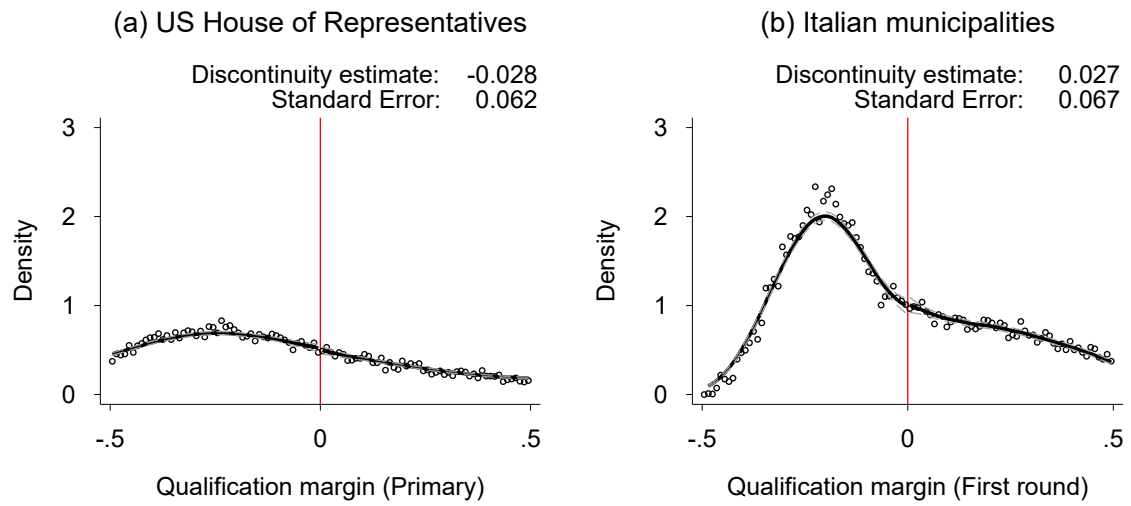 (a) US House of Representatives
Discontinuity estimate: -0.028
Standard Error: 0.062
3
2
1
0
Density
-.5 0 .5
Qualification margin (Primary)
(b) Italian municipalities
Discontinuity estimate: 0.027
Standard Error: 0.067
3
2
1
0
Density
-.5 0 .5
Qualification margin (First round)